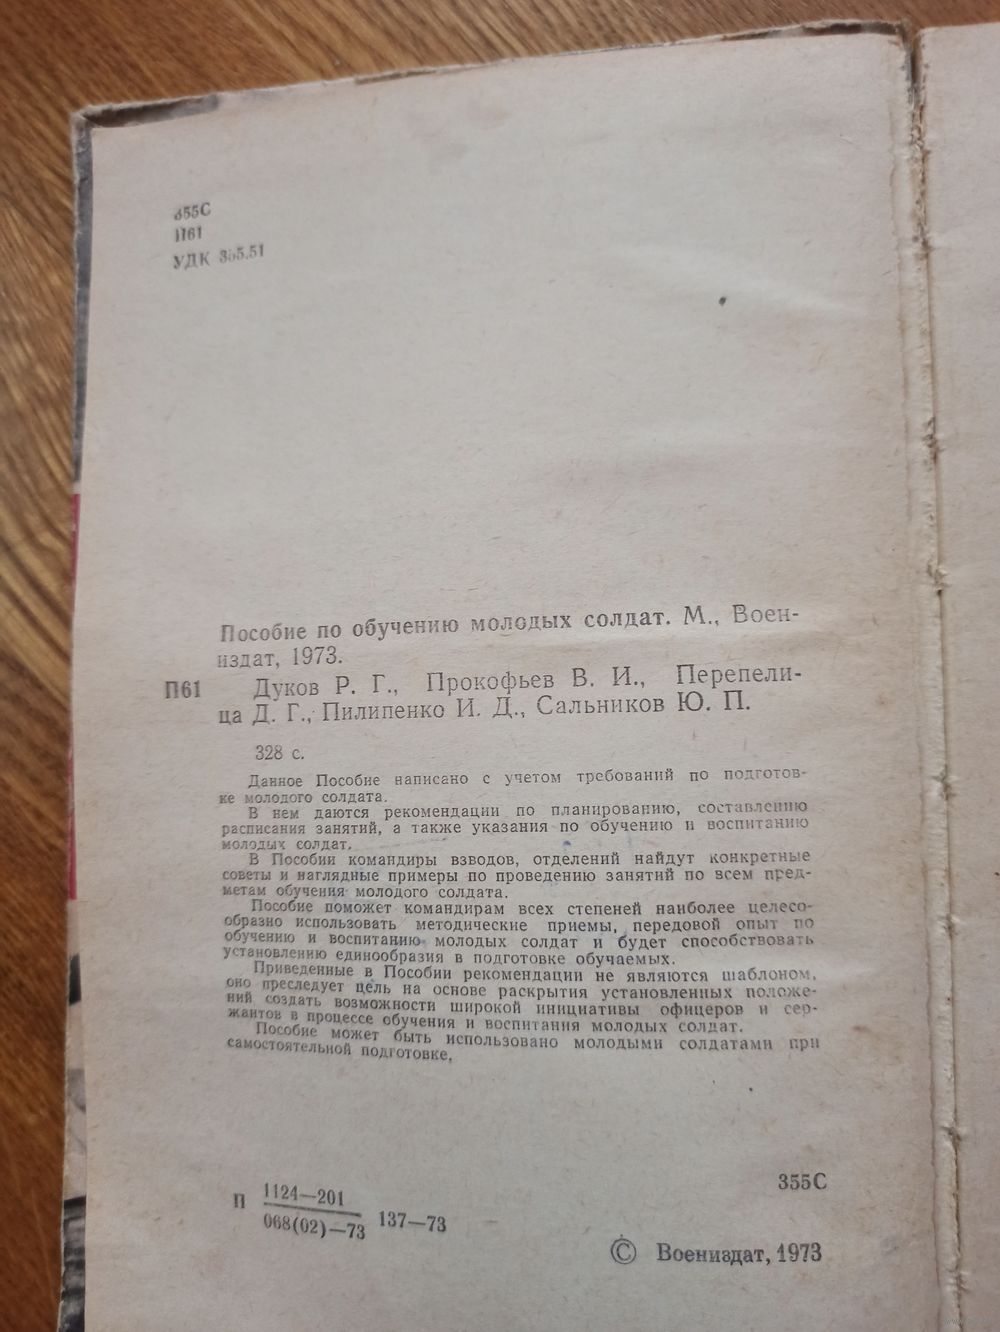 355С
П61
УДК 355.51
Пособие по обучению молодых солдат. М., Воен-
издат, 1973.
П61 Дуков Р. Г., Прокофьев В. И., Перепели-
ца Д. Г., Пилипенко И. Д., Сальников Ю. П.
328 с.
Данное Пособие написано с учетом требований по подготов-
ке молодого солдата.
В нем даются рекомендации по планированию, составлению
расписания занятий, а также указания по обучению и воспитанию
молодых солдат.
В Пособии командиры взводов, отделений найдут конкретные
советы и наглядные примеры по проведению занятий по всем пред-
метам обучения молодого солдата.
Пособие поможет командирам всех степеней наиболее целесо-
образно использовать методические приемы, передовой опыт по
обучению и воспитанию молодых солдат и будет способствовать
установлению единообразия в подготовке обучаемых.
Приведенные в Пособии рекомендации не являются шаблоном,
оно преследует цель на основе раскрытия установленных положе-
ний создать возможности широкой инициативы офицеров и сер-
жантов в процессе обучения и воспитания молодых солдат.
Пособие может быть использовано молодыми солдатами при
самостоятельной подготовке.
355С
П 1124—201
068(02)—73 137—73
© Воениздат, 1973